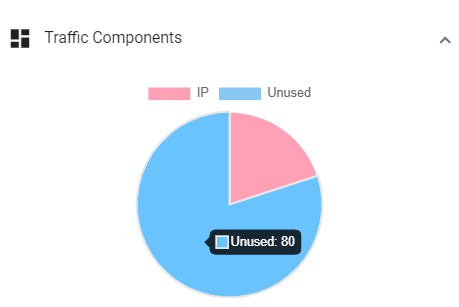 Traffic Components
IP Unused
Unused: 80